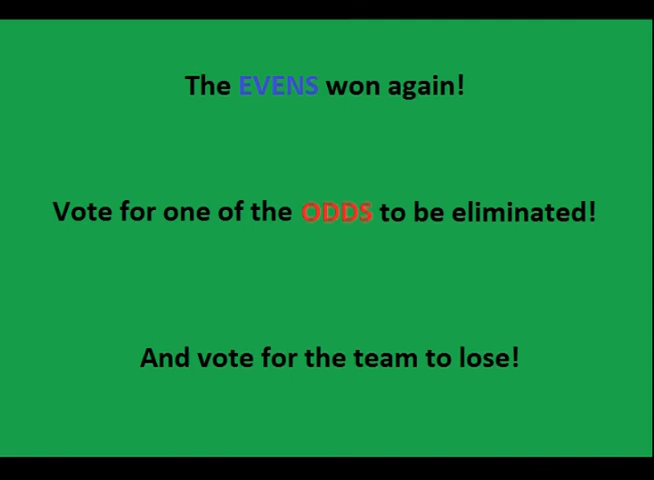 The EVENS won again!
Vote for one of the ODDS to be eliminated!
And vote for the team to lose!